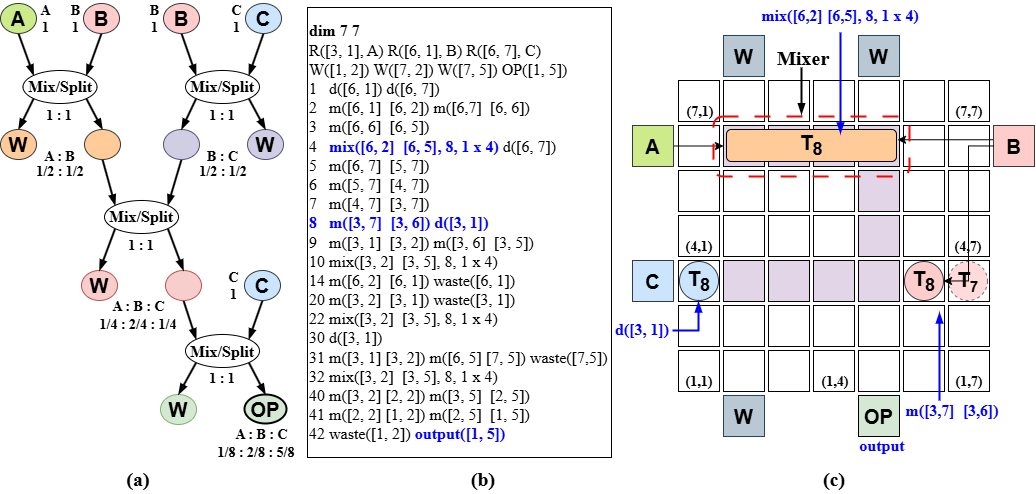 A
A
1
B
1
B
B
1
B
C
1
C
Mix/Split
1 : 1
Mix/Split
1 : 1
W
A : B
1/2 : 1/2
B : C
1/2 : 1/2
W
Mix/Split
1 : 1
W
A : B : C
1/4 : 2/4 : 1/4
C
1
C
Mix/Split
1 : 1
W
OP
A : B : C
1/8 : 2/8 : 5/8
(a)
dim 7 7
R([3, 1], A) R([6, 1], B) R([6, 7], C)
W([1, 2]) W([7, 2]) W([7, 5]) OP([1, 5])
1 d([6, 1]) d([6, 7])
2 m([6, 1] [6, 2]) m([6,7] [6, 6])
3 m([6, 6] [6, 5])
4 mix([6, 2] [6, 5], 8, 1 x 4) d([6, 7])
5 m([6, 7] [5, 7])
6 m([5, 7] [4, 7])
7 m([4, 7] [3, 7])
8 m([3, 7] [3, 6]) d([3, 1])
9 m([3, 1] [3, 2]) m([3, 6] [3, 5])
10 mix([3, 2] [3, 5], 8, 1 x 4)
14 m([6, 2] [6, 1]) waste([6, 1])
20 m([3, 2] [3, 1]) waste([3, 1])
22 mix([3, 2] [3, 5], 8, 1 x 4)
30 d([3, 1])
31 m([3, 1] [3, 2]) m([6, 5] [7, 5]) waste([7,5])
32 mix([3, 2] [3, 5], 8, 1 x 4)
40 m([3, 2] [2, 2]) m([3, 5] [2, 5])
41 m([2, 2] [1, 2]) m([2, 5] [1, 5])
42 waste([1, 2]) output([1, 5])
(b)
mix([6,2] [6,5], 8, 1 x 4)
W
Mixer
W
(7,1)
(7,7)
A
T8
B
(4,1)
(4,7)
C
T8
T8
T7
d([3, 1])
(1,1)
(1,4)
(1,7)
W
OP
output
m([3,7] [3,6])
(c)